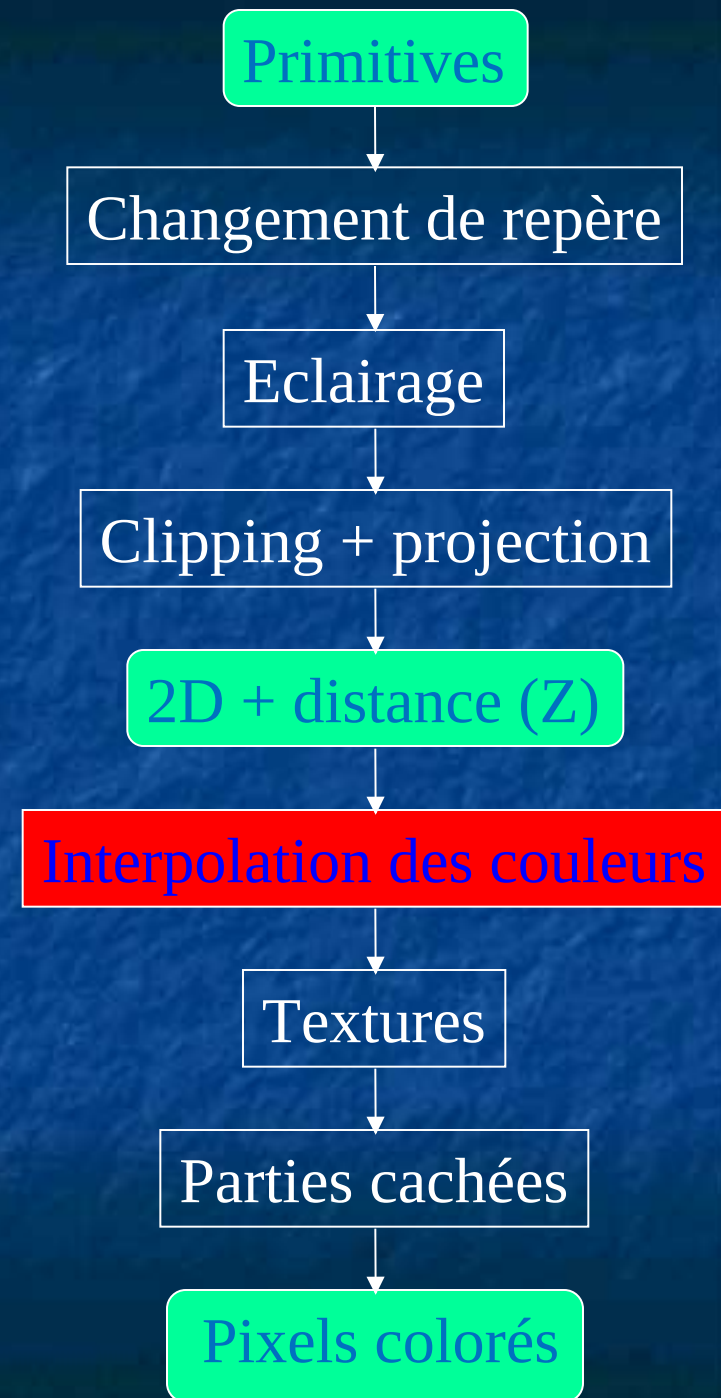 Primitives
Changement de repère
Eclairage
Clipping + projection
2D + distance (Z)
Interpolation des couleurs
Textures
Parties cachées
Pixels colorés